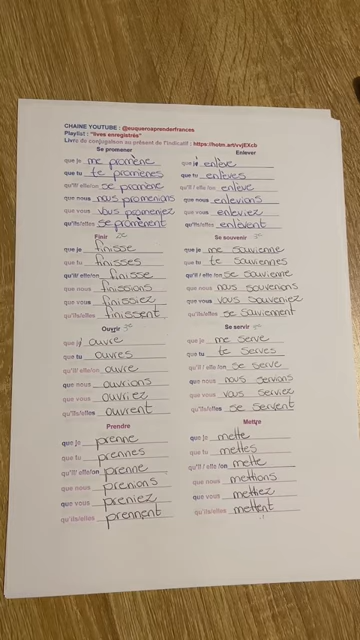 CHAINE YOUTUBE : @euqueroaprenderfrances
Playlist : "lives enregistrés"
Livre de conjugaison au présent de l'indicatif : https://hotm.art/vvjEXcb
Se promener
que je me promène
que tu te promènes
qu'il/ elle/on se promène
que nous nous promenions
que vous vous promeniez
qu'ils/elles se promènent
Enlever
que j' enlève
que tu enlèves
qu'il / elle /on enlève
que nous enlevions
que vous enleviez
qu'ils/elles enlèvent
Finir
que je finisse
que tu finisses
qu'il/ elle/on finisse
que nous finissions
que vous finissiez
qu'ils/elles finissent
Se souvenir
que je me souvienne
que tu te souviennes
qu'il / elle /on se souvienne
que nous nous souvenions
que vous vous souveniez
qu'ils/elles se souviennent
Ouvrir
que j' ouvre
que tu ouvres
qu'il/ elle/on ouvre
que nous ouvrions
que vous ouvriez
qu'ils/elles ouvrent
Se servir
que je me serve
que tu te serves
qu'il / elle /on se serve
que nous nous servions
que vous vous serviez
qu'ils/elles se servent
Prendre
que je prenne
que tu prennes
qu'il/ elle/on prenne
que nous prenions
que vous preniez
qu'ils/elles prennent
Mettre
que je mette
que tu mettes
qu'il / elle /on mette
que nous mettions
que vous mettiez
qu'ils/elles mettent